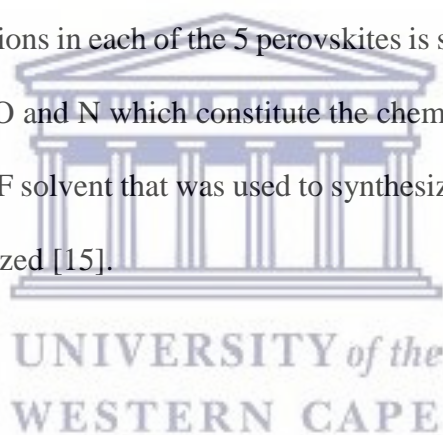 ions in each of the 5 perovskites is s
O and N which constitute the chem
F solvent that was used to synthesiz
zed [15].
UNIVERSITY of the
WESTERN CAPE